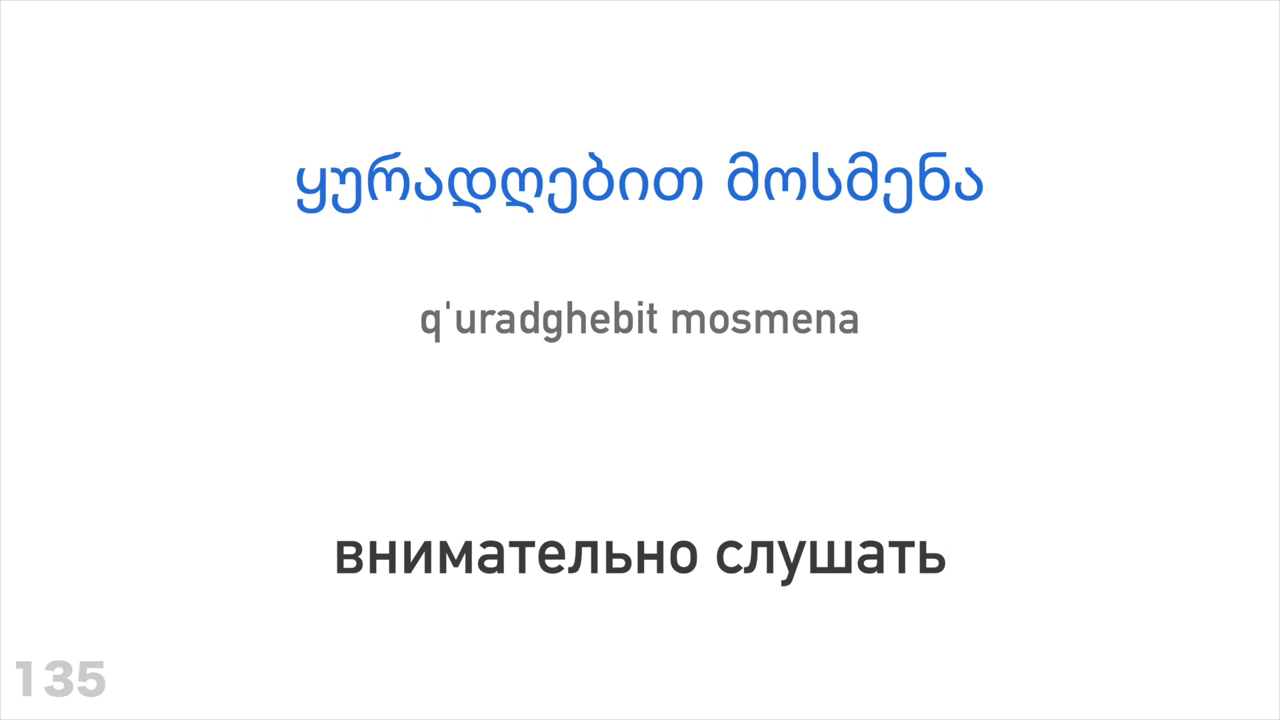 ყურადღებით მოსმენა
q'uradghebit mosmena
внимательно слушать
135